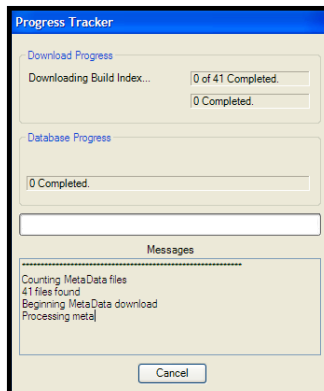 Progress Tracker
Download Progress
Downloading Build Index... 0 of 41 Completed.
0 Completed.
Database Progress
0 Completed.
Messages
Counting MetaData files
41 files found
Beginning MetaData download
Processing meta
Cancel